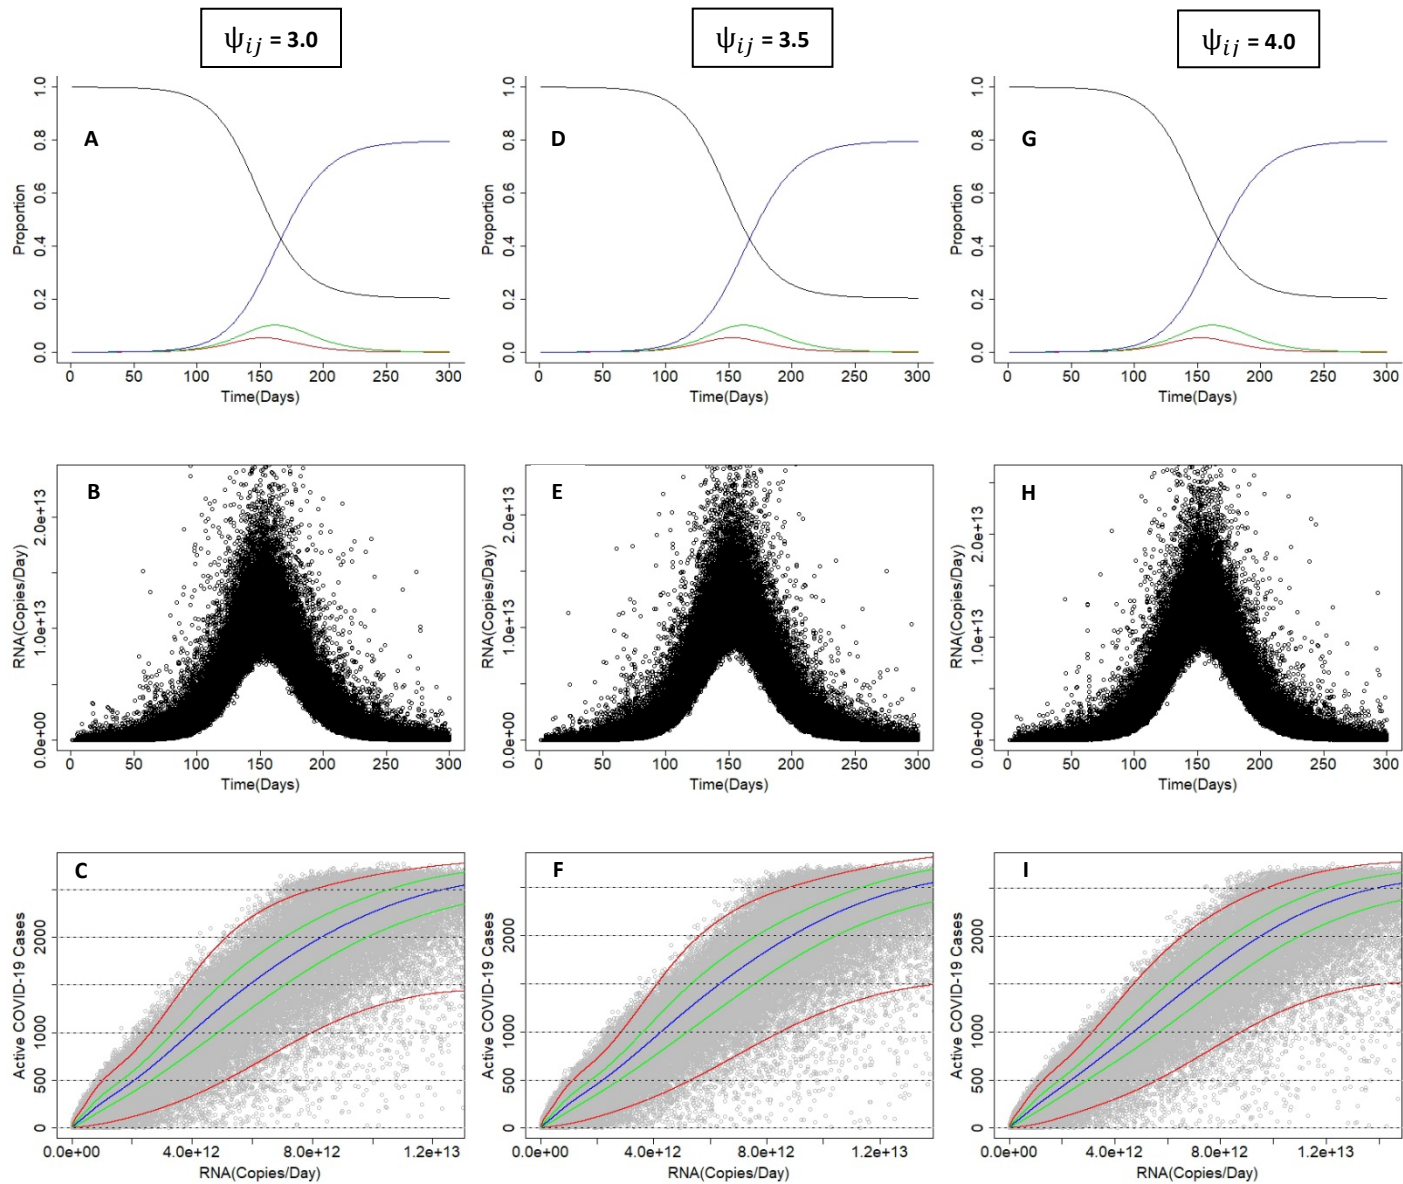 ψij = 3.0
ψij = 3.5
ψij = 4.0
A
Proportion
0.0 0.2 0.4 0.6 0.8 1.0
0 50 100 150 200 250 300
Time(Days)
D
Proportion
0.0 0.2 0.4 0.6 0.8 1.0
0 50 100 150 200 250 300
Time(Days)
G
Proportion
0.0 0.2 0.4 0.6 0.8 1.0
0 50 100 150 200 250 300
Time(Days)
B
RNA(Copies/Day)
0.0e+00 1.0e+13 2.0e+13
0 50 100 150 200 250 300
Time(Days)
E
RNA(Copies/Day)
0.0e+00 1.0e+13 2.0e+13
0 50 100 150 200 250 300
Time(Days)
H
RNA(Copies/Day)
0.0e+00 1.0e+13 2.0e+13
0 50 100 150 200 250 300
Time(Days)
C
Active COVID-19 Cases
0 500 1000 2000
0.0e+00 4.0e+12 8.0e+12 1.2e+13
RNA(Copies/Day)
F
Active COVID-19 Cases
0 500 1000 2000
0.0e+00 4.0e+12 8.0e+12 1.2e+13
RNA(Copies/Day)
I
Active COVID-19 Cases
0 500 1000 2000
0.0e+00 4.0e+12 8.0e+12 1.2e+13
RNA(Copies/Day)